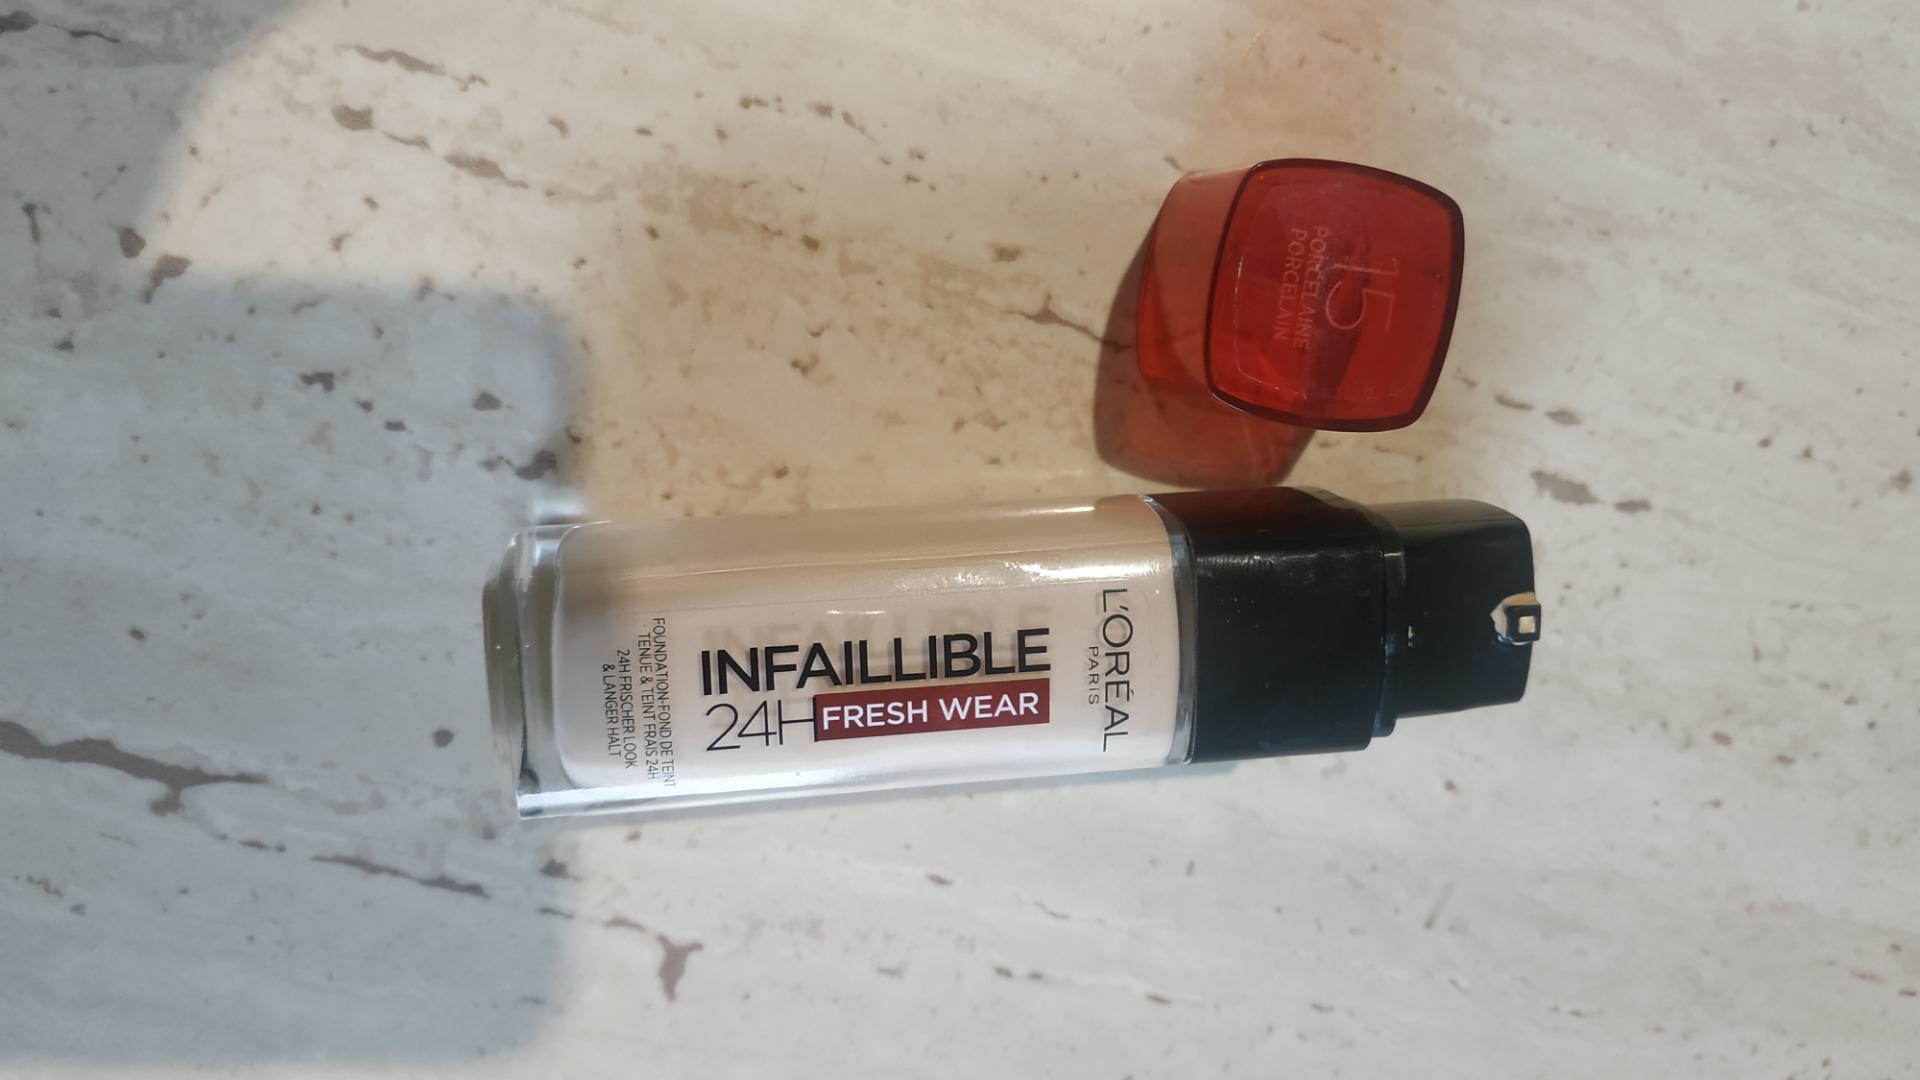 L'ORÉAL
PARIS
INFAILLIBLE
24H FRESH WEAR
FOUNDATION·FOND DE TEINT
TENUE & TEINT FRAIS 24H
24H FRISCHER LOOK
& LANGER HALT
15
PORCELAINE
PORCELAIN